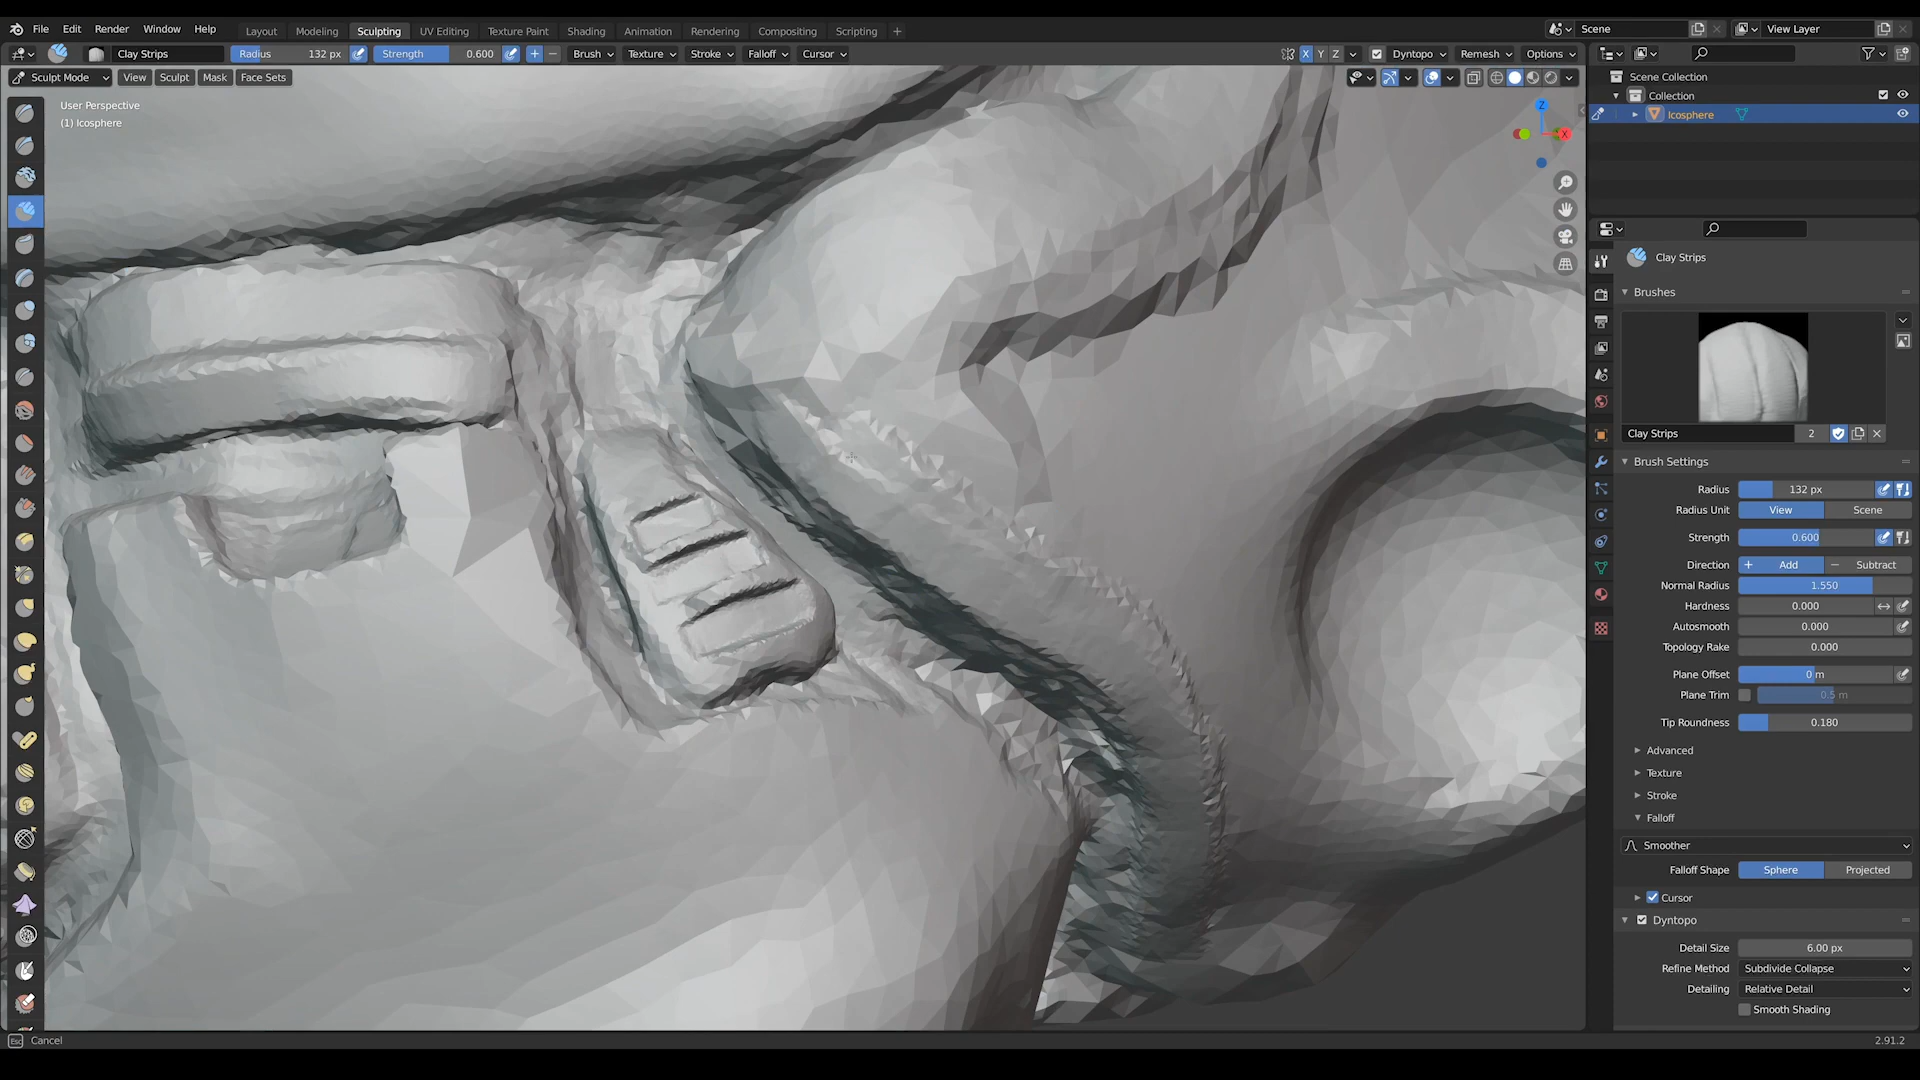 File Edit Render Window Help Layout Modeling Sculpting UV Editing Texture Paint Shading Animation Rendering Compositing Scripting + Scene View Layer
Clay Strips Radius 132 px Strength 0.600 Brush Texture Stroke Falloff Cursor X Y Z Dyntopo Remesh Options
Sculpt Mode View Sculpt Mask Face Sets
User Perspective
(1) Icosphere
Z
X
Scene Collection
Collection
Icosphere
Clay Strips
Brushes
Clay Strips 2
Brush Settings
Radius 132 px
Radius Unit View Scene
Strength 0.600
Direction + Add − Subtract
Normal Radius 1.550
Hardness 0.000
Autosmooth 0.000
Topology Rake 0.000
Plane Offset 0 m
Plane Trim 0.5 m
Tip Roundness 0.180
Advanced
Texture
Stroke
Falloff
Smoother
Falloff Shape Sphere Projected
Cursor
Dyntopo
Detail Size 6.00 px
Refine Method Subdivide Collapse
Detailing Relative Detail
Smooth Shading
Esc Cancel 2.91.2